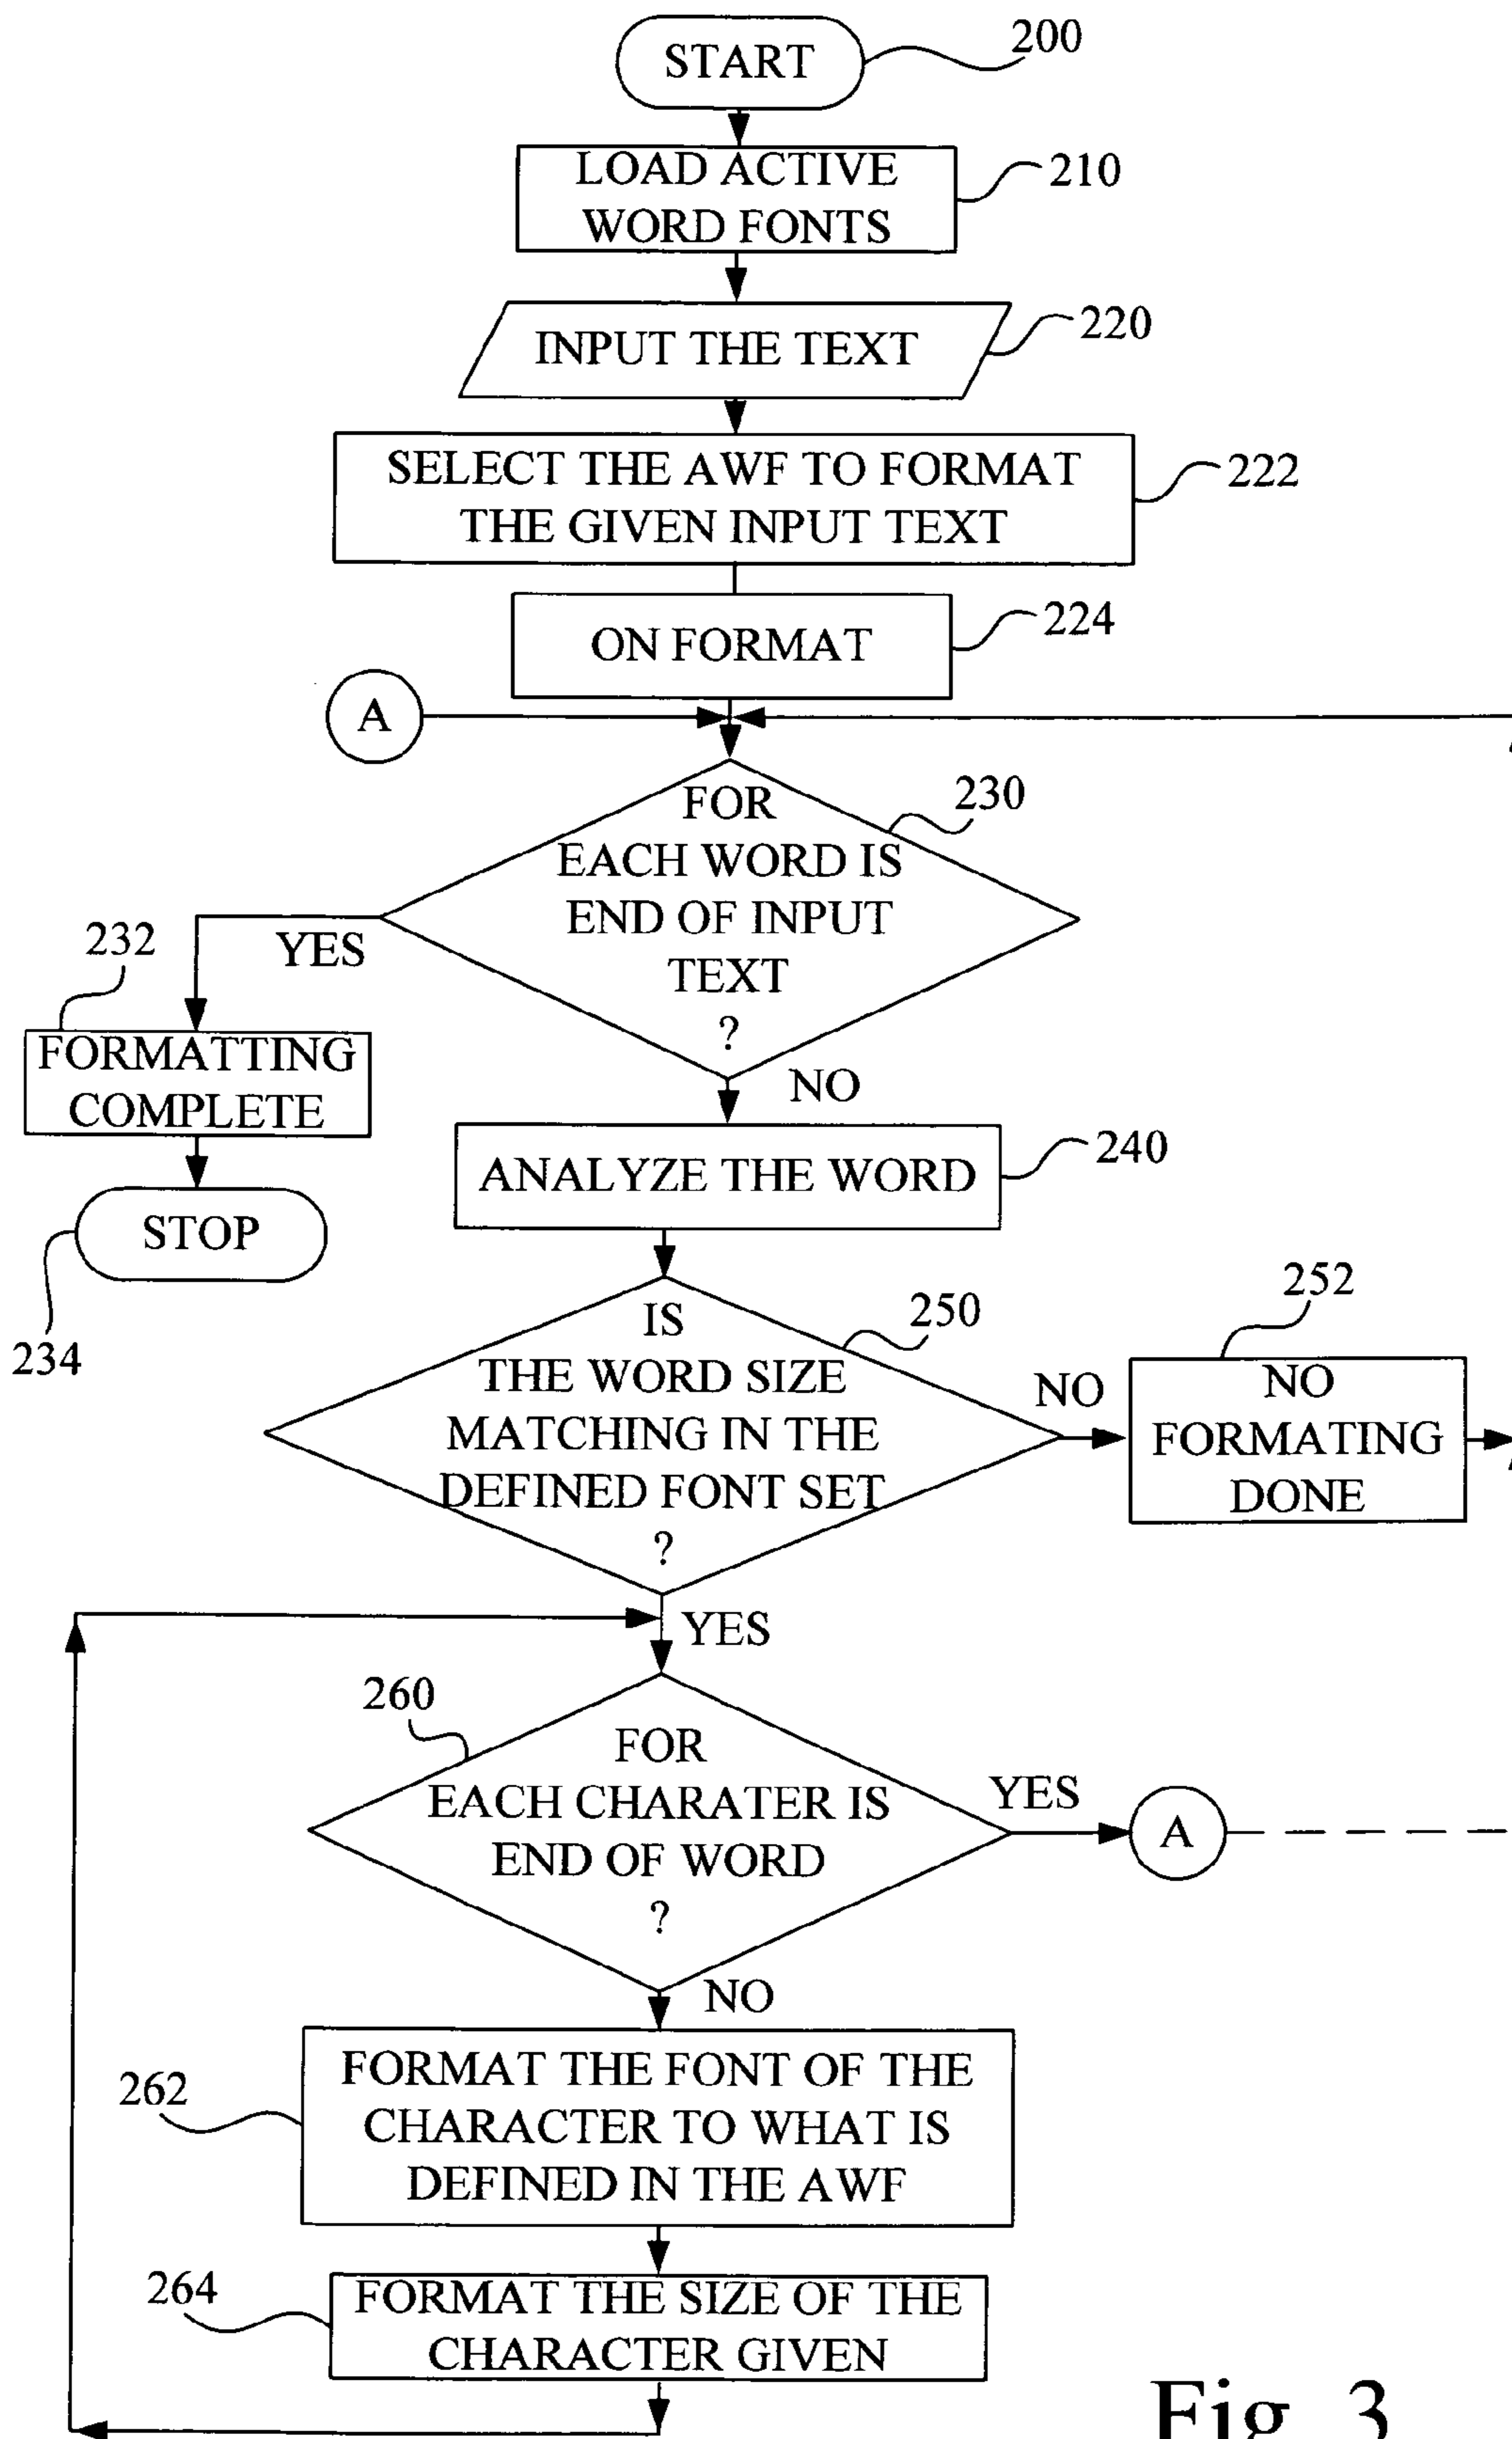 START
200
LOAD ACTIVE
WORD FONTS
210
INPUT THE TEXT
220
SELECT THE AWF TO FORMAT
THE GIVEN INPUT TEXT
222
ON FORMAT
224
A
FOR
EACH WORD IS
END OF INPUT
TEXT
?
230
YES
NO
232
FORMATTING
COMPLETE
STOP
234
ANALYZE THE WORD
240
IS
THE WORD SIZE
MATCHING IN THE
DEFINED FONT SET
?
250
NO
252
NO
FORMATING
DONE
YES
260
FOR
EACH CHARATER IS
END OF WORD
?
YES
A
NO
262
FORMAT THE FONT OF THE
CHARACTER TO WHAT IS
DEFINED IN THE AWF
264
FORMAT THE SIZE OF THE
CHARACTER GIVEN
Fig. 3